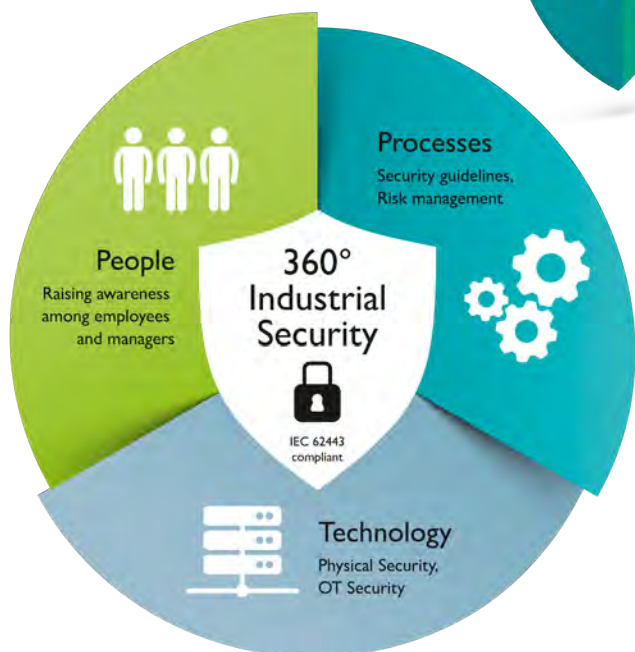 Processes
Security guidelines,
Risk management
People
Raising awareness
among employees
and managers
360°
Industrial
Security
IEC 62443
compliant
Technology
Physical Security,
OT Security